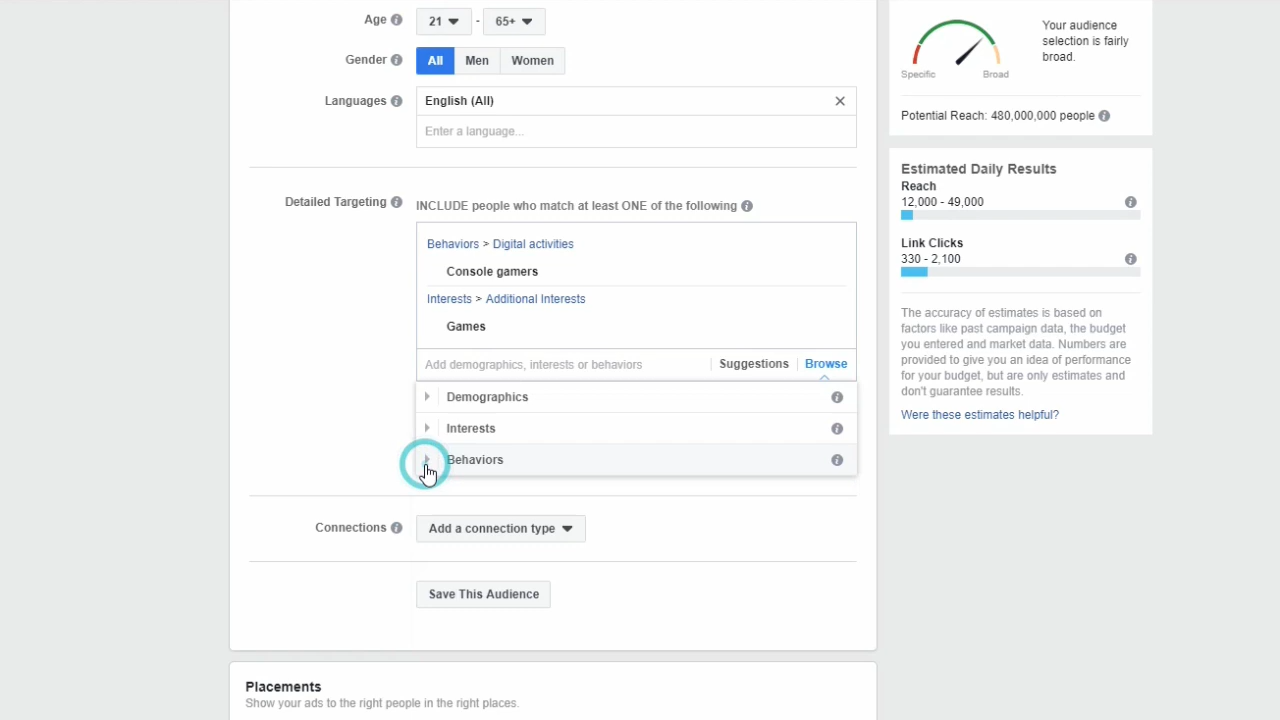 Age
21
-
65+
Gender
All
Men
Women
Languages
English (All)
Enter a language...
Detailed Targeting
INCLUDE people who match at least ONE of the following
Behaviors > Digital activities
Console gamers
Interests > Additional Interests
Games
Add demographics, interests or behaviors
Suggestions
Browse
Demographics
Interests
Behaviors
Connections
Add a connection type
Save This Audience
Placements
Show your ads to the right people in the right places.
Specific
Broad
Your audience
selection is fairly
broad.
Potential Reach: 480,000,000 people
Estimated Daily Results
Reach
12,000 - 49,000
Link Clicks
330 - 2,100
The accuracy of estimates is based on
factors like past campaign data, the budget
you entered and market data. Numbers are
provided to give you an idea of performance
for your budget, but are only estimates and
don't guarantee results.
Were these estimates helpful?